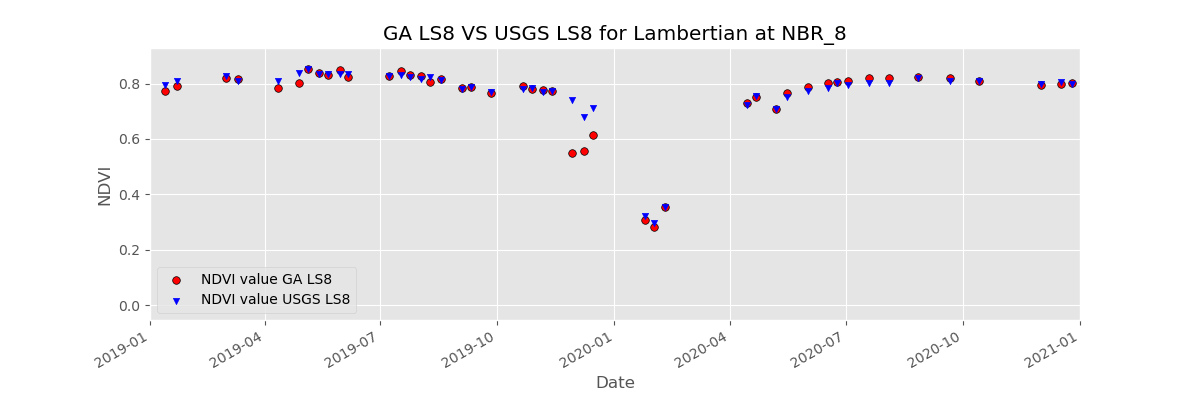 GA LS8 VS USGS LS8 for Lambertian at NBR_8
NDVI
0.8
0.6
0.4
0.2
0.0
NDVI value GA LS8
NDVI value USGS LS8
2019-01
2019-04
2019-07
2019-10
2020-01
2020-04
2020-07
2020-10
2021-01
Date